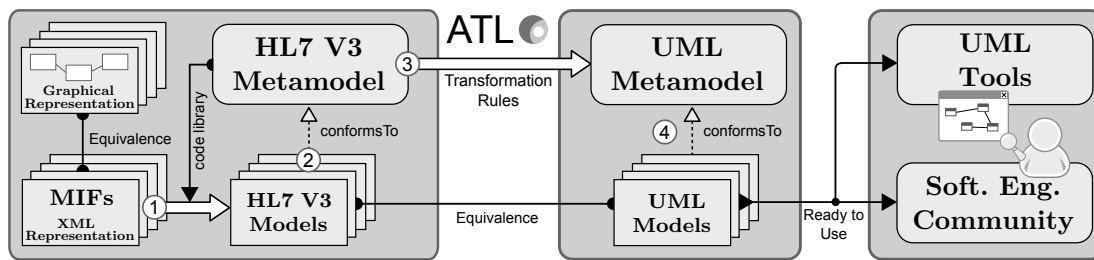 Graphical
Representation
Equivalence
MIFs
XML
Representation
1
code library
HL7 V3
Metamodel
conformsTo
2
HL7 V3
Models
3
ATL
Transformation
Rules
Equivalence
UML
Metamodel
4
conformsTo
UML
Models
Ready to
Use
UML
Tools
Soft. Eng.
Community